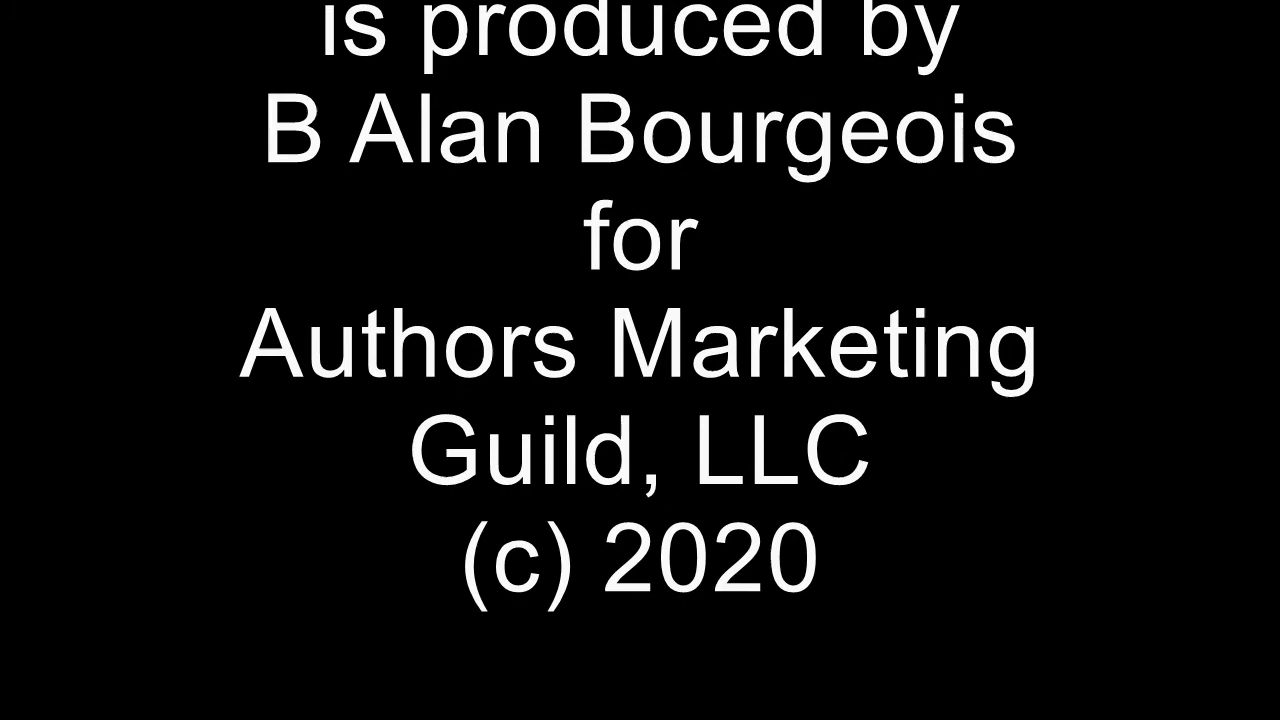 is produced by
B Alan Bourgeois
for
Authors Marketing
Guild, LLC
(c) 2020